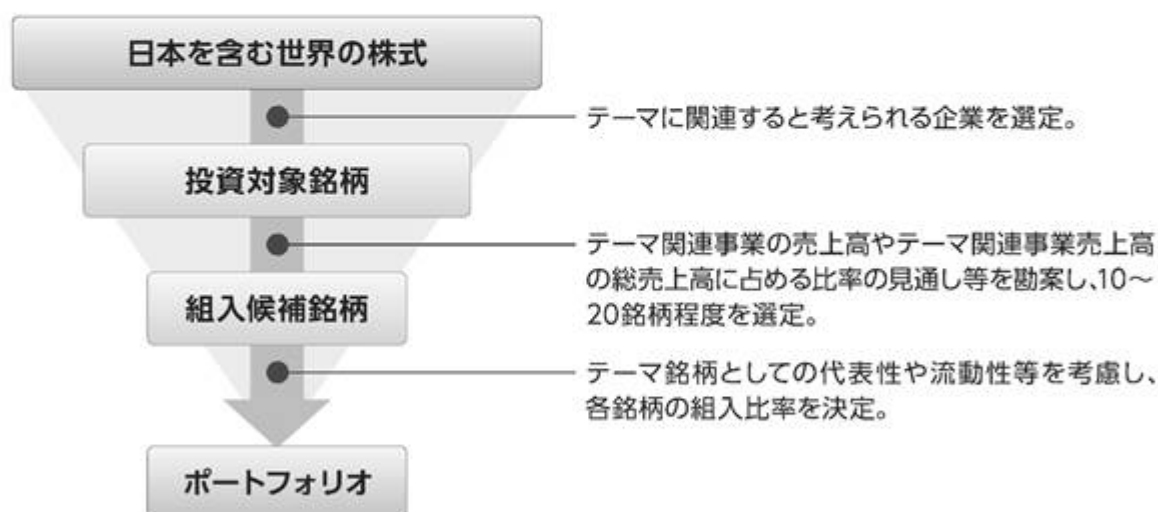 日本を含む世界の株式
テーマに関連すると考えられる企業を選定。
投資対象銘柄
テーマ関連事業の売上高やテーマ関連事業売上高
の総売上高に占める比率の見通し等を勘案し、10～
20銘柄程度を選定。
組入候補銘柄
テーマ銘柄としての代表性や流動性等を考慮し、
各銘柄の組入比率を決定。
ポートフォリオ